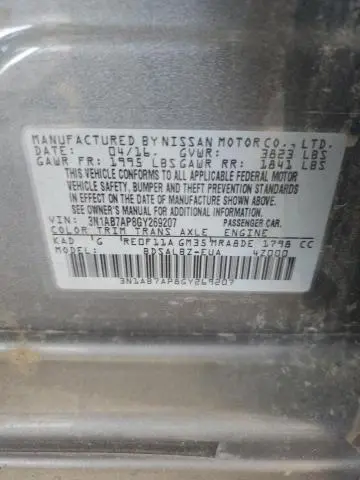 MANUFACTURED BY NISSAN MOTOR CO., LTD.
DATE: 04/16. GVWR: 3823 LBS
GAWR FR: 1995 LBS GAWR RR: 1841 LBS
THIS VEHICLE CONFORMS TO ALL APPLICABLE FEDERAL MOTOR
VEHICLE SAFETY, BUMPER AND THEFT PREVENTION STANDARDS
IN EFFECT ON THE DATE OF MANUFACTURE SHOWN ABOVE.
SEE OWNER'S MANUAL FOR ADDITIONAL INFORMATION
VIN: 3N1AB7AP8GY269207 PASSENGER CAR.
COLOR TRIM TRANS AXLE ENGINE
KAD G RE0F11A GM35 MRA8DE 1798 CC
MODEL: BDSALBZ-EUA 4Z000
3N1AB7AP8GY269207